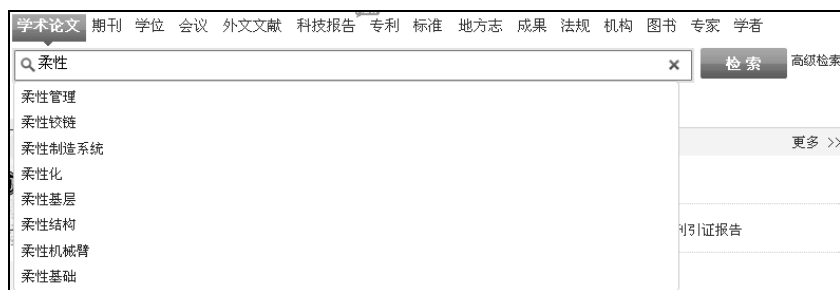 学术论文 期刊 学位 会议 外文文献 科技报告 专利 标准 地方志 成果 法规 机构 图书 专家 学者
柔性 × 检索 高级检索
柔性管理
柔性铰链
柔性制造系统 更多 >>
柔性化
柔性基层
柔性结构 引证报告
柔性机械臂
柔性基础